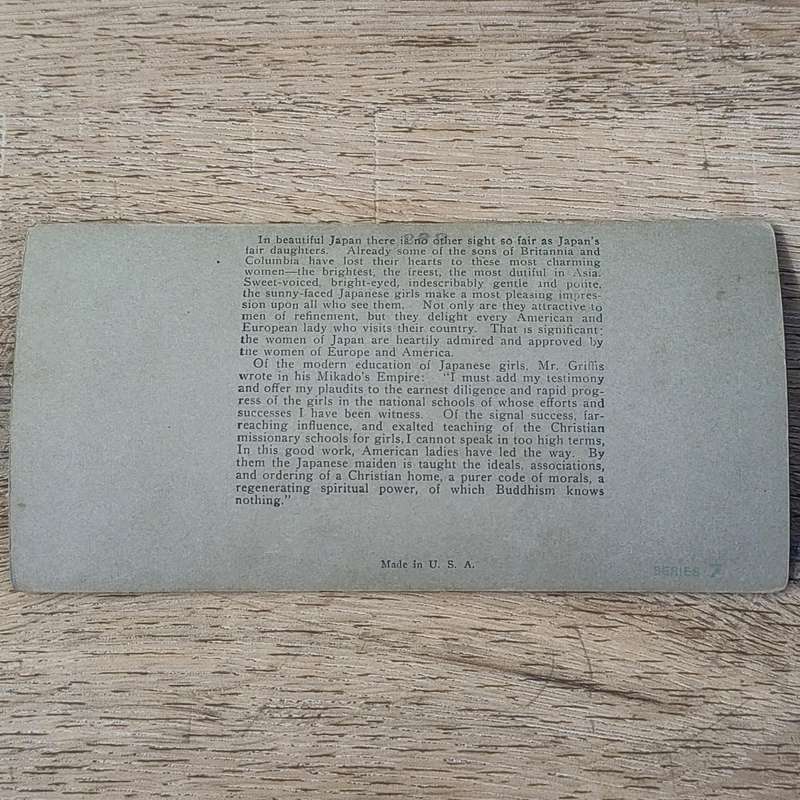 In beautiful Japan there is no other sight so fair as Japan's
fair daughters. Already some of the sons of Britannia and
Columbia have lost their hearts to these most charming
women—the brightest, the freest, the most dutiful in Asia.
Sweet-voiced, bright-eyed, indescribably gentle and polite,
the sunny-faced Japanese girls make a most pleasing impres-
sion upon all who see them. Not only are they attractive to
men of refinement, but they delight every American and
European lady who visits their country. That is significant;
the women of Japan are heartily admired and approved by
the women of Europe and America.
Of the modern education of Japanese girls, Mr. Griffis
wrote in his Mikado's Empire: "I must add my testimony
and offer my plaudits to the earnest diligence and rapid prog-
ress of the girls in the national schools of whose efforts and
successes I have been witness. Of the signal success, far-
reaching influence, and exalted teaching of the Christian
missionary schools for girls, I cannot speak in too high terms,
In this good work, American ladies have led the way. By
them the Japanese maiden is taught the ideals, associations,
and ordering of a Christian home, a purer code of morals, a
regenerating spiritual power, of which Buddhism knows
nothing."
Made in U. S. A.
SERIES 7